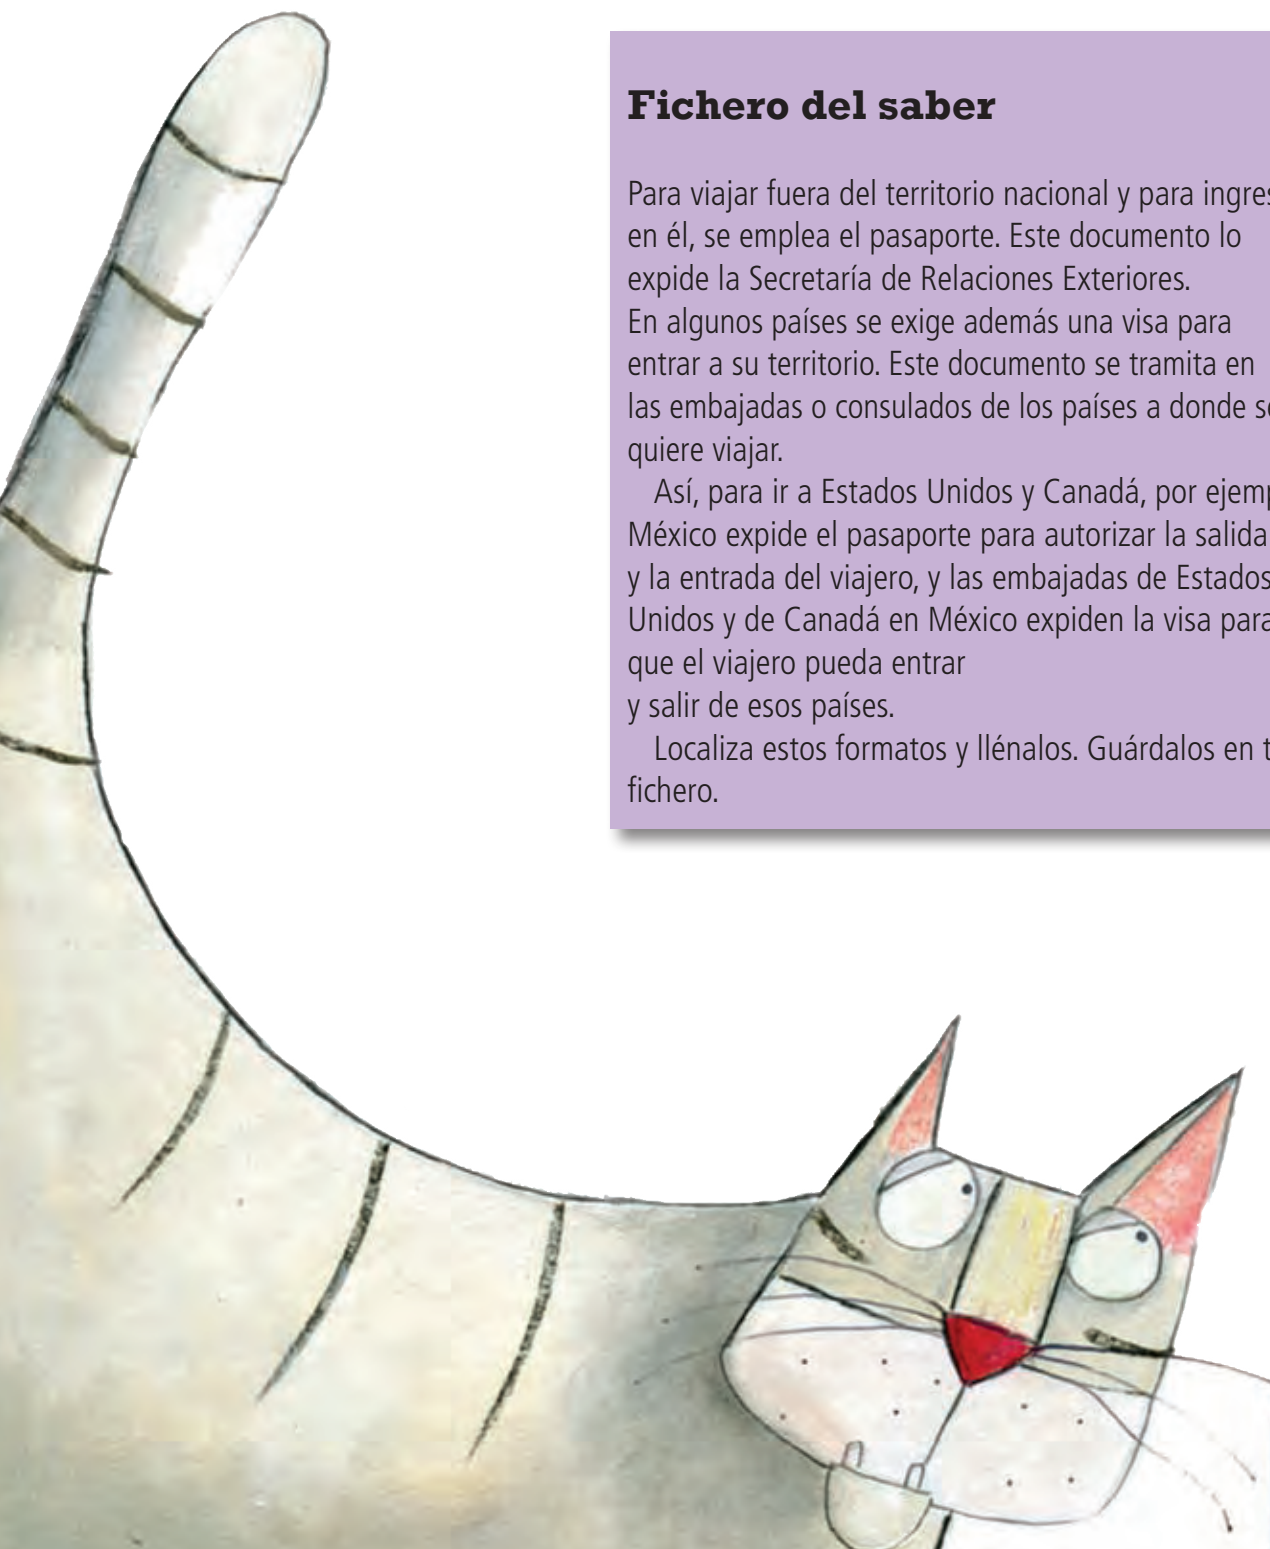 Fichero del saber
Para viajar fuera del territorio nacional y para ingres
en él, se emplea el pasaporte. Este documento lo
expide la Secretaría de Relaciones Exteriores.
En algunos países se exige además una visa para
entrar a su territorio. Este documento se tramita en
las embajadas o consulados de los países a donde se
quiere viajar.
Así, para ir a Estados Unidos y Canadá, por ejemp
México expide el pasaporte para autorizar la salida
y la entrada del viajero, y las embajadas de Estados
Unidos y de Canadá en México expiden la visa para
que el viajero pueda entrar
y salir de esos países.
Localiza estos formatos y llénalos. Guárdalos en t
fichero.